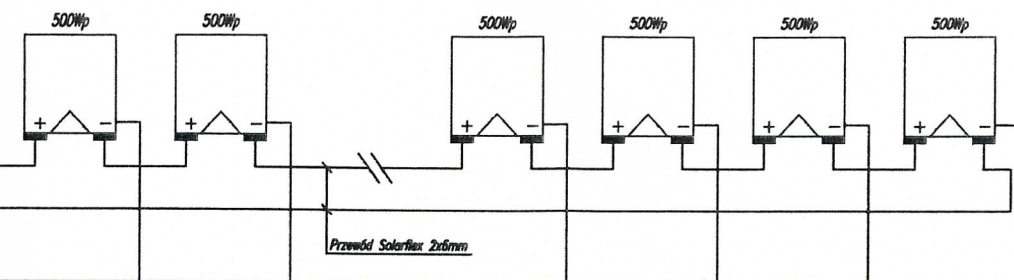 500Wp 500Wp 500Wp 500Wp 500Wp 500Wp
+ − + − + − + − + − + −
Przewód Solarflex 2x6mm